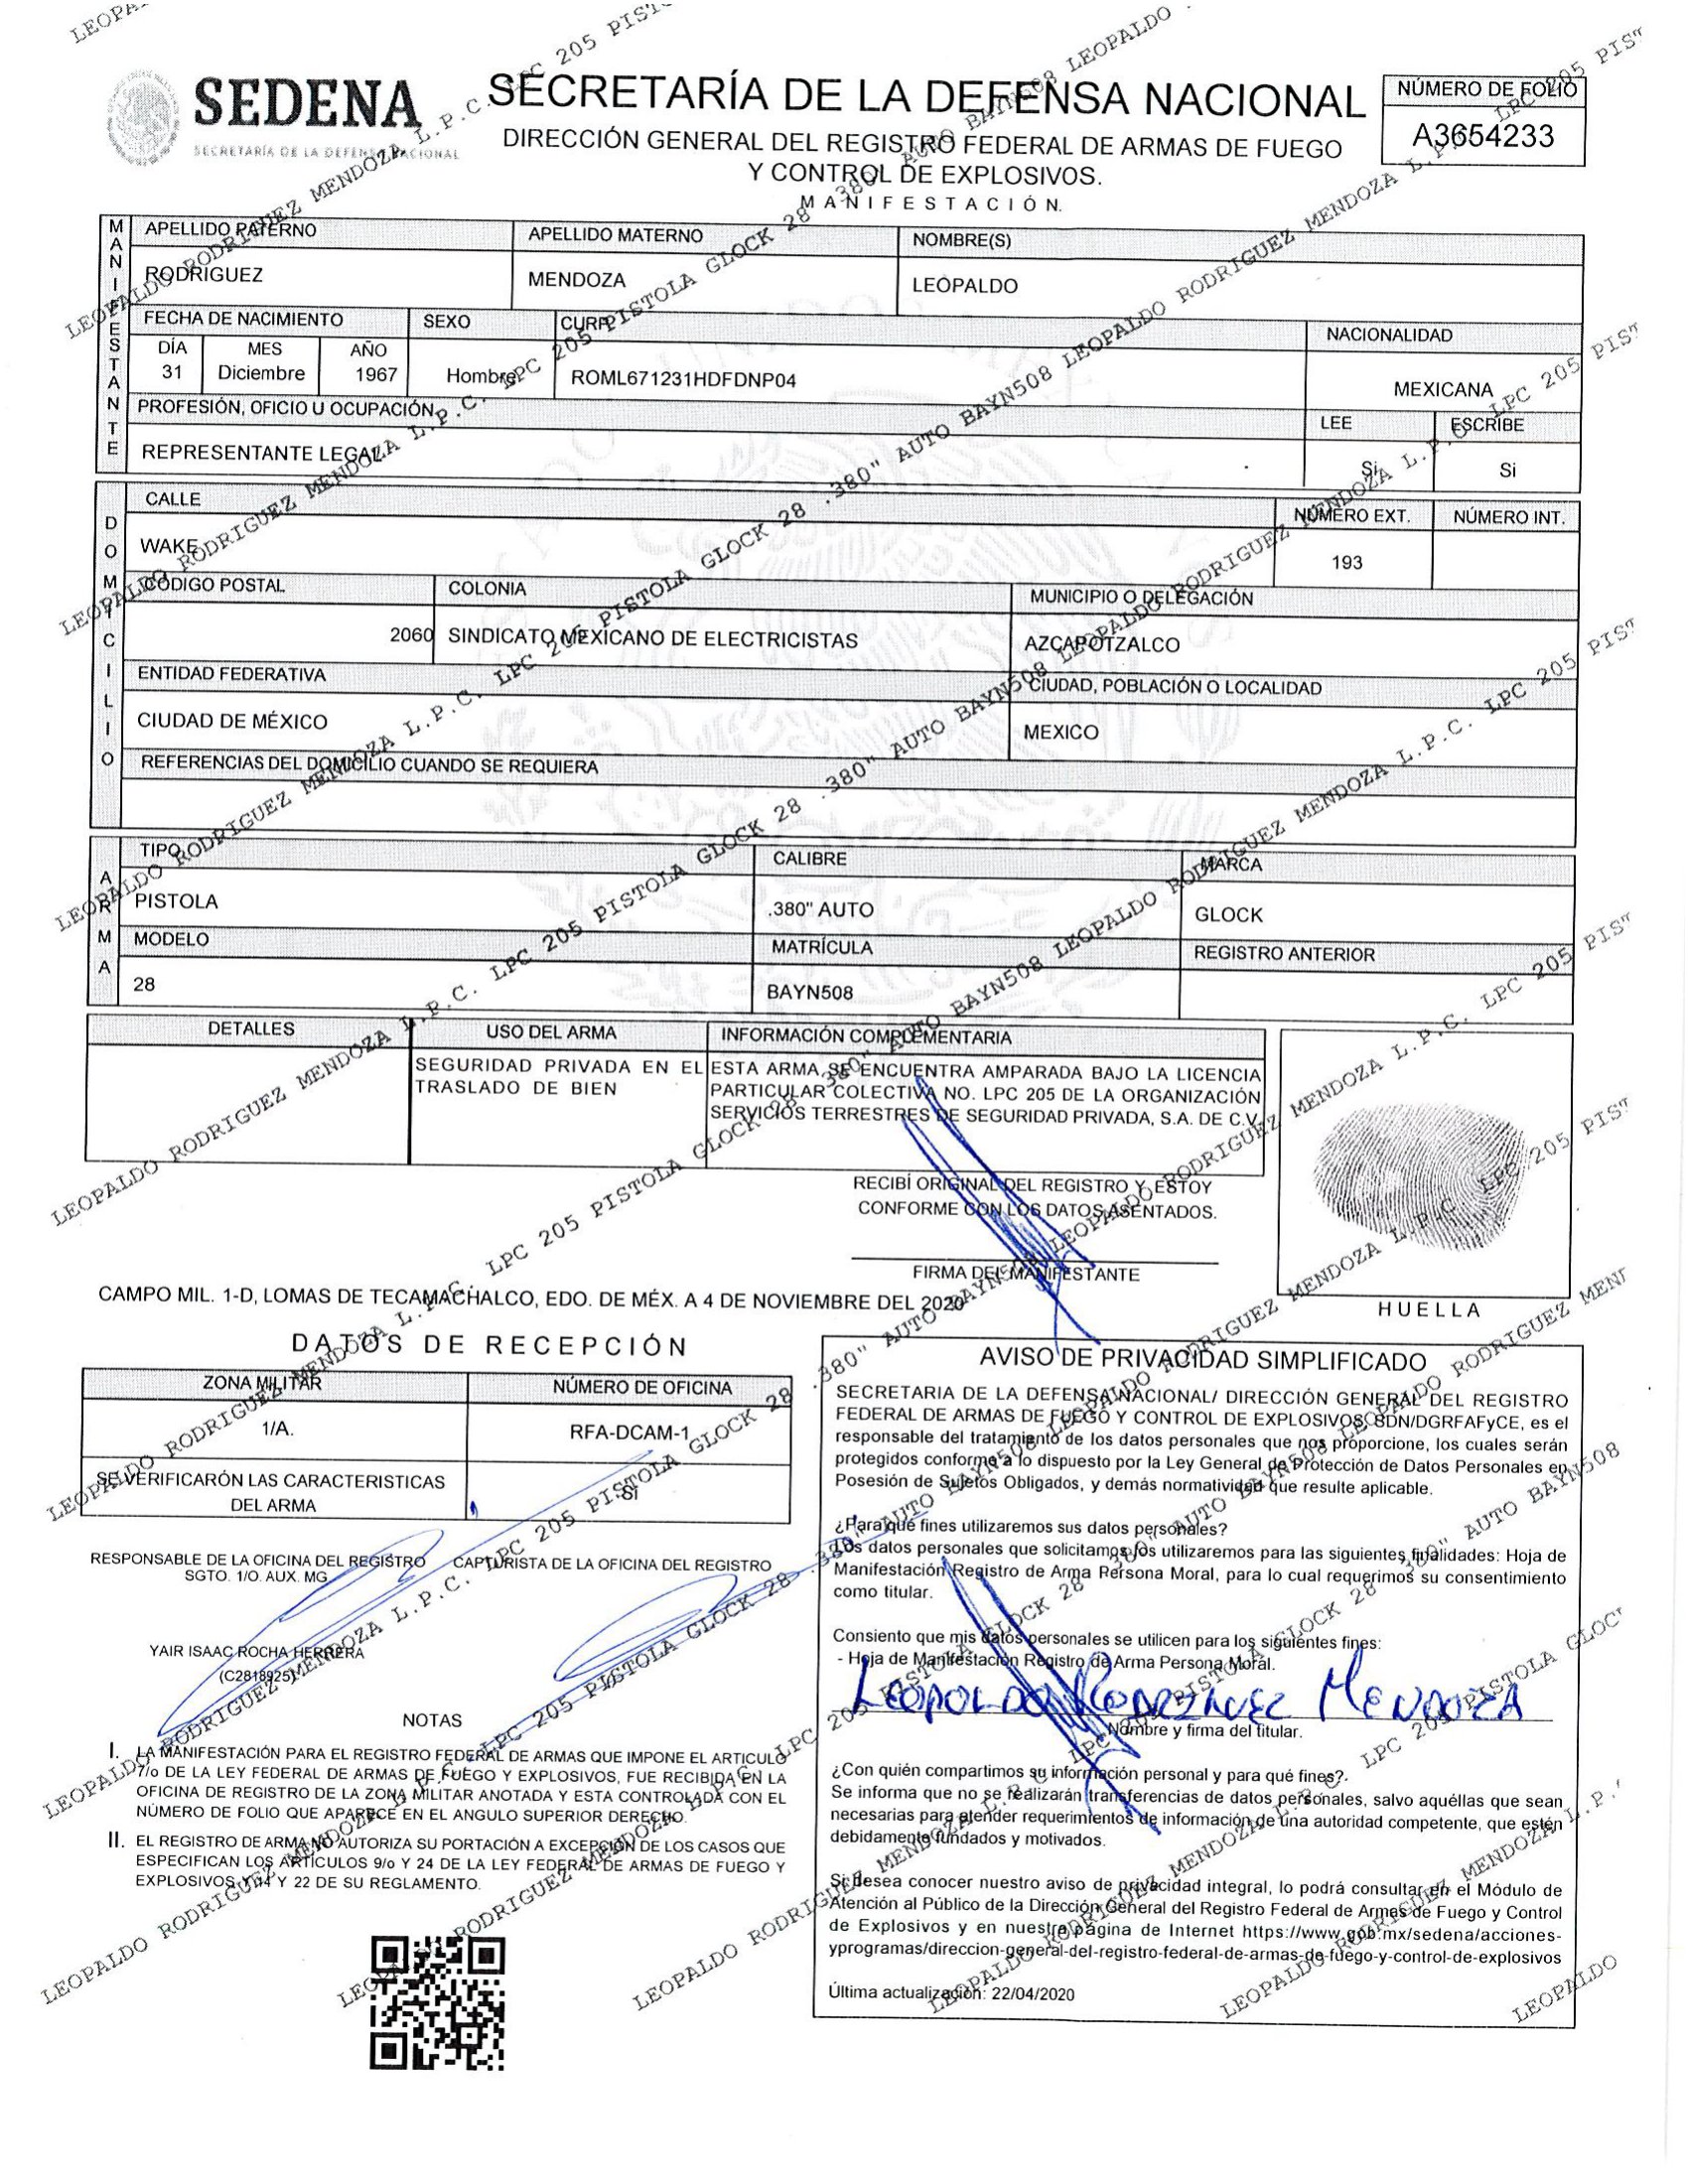 SEDENA
SECRETARÍA DE LA DEFENSA NACIONAL
SECRETARÍA DE LA DEFENSA NACIONAL
DIRECCIÓN GENERAL DEL REGISTRO FEDERAL DE ARMAS DE FUEGO
Y CONTROL DE EXPLOSIVOS.
MANIFESTACIÓN.
NÚMERO DE FOLIO
A3654233
MANIFESTANTE
APELLIDO PATERNO APELLIDO MATERNO NOMBRE(S)
RODRIGUEZ MENDOZA LEOPALDO
FECHA DE NACIMIENTO SEXO CURP NACIONALIDAD
DÍA MES AÑO
31 Diciembre 1967 Hombre ROML671231HDFDNP04 MEXICANA
PROFESIÓN, OFICIO U OCUPACIÓN LEE ESCRIBE
REPRESENTANTE LEGAL Si Si
DOMICILIO
CALLE NÚMERO EXT. NÚMERO INT.
WAKE 193
CÓDIGO POSTAL COLONIA MUNICIPIO O DELEGACIÓN
2060 SINDICATO MEXICANO DE ELECTRICISTAS AZCAPOTZALCO
ENTIDAD FEDERATIVA CIUDAD, POBLACIÓN O LOCALIDAD
CIUDAD DE MÉXICO MEXICO
REFERENCIAS DEL DOMICILIO CUANDO SE REQUIERA
ARMA
TIPO CALIBRE MARCA
PISTOLA .380" AUTO GLOCK
MODELO MATRÍCULA REGISTRO ANTERIOR
28 BAYN508
DETALLES USO DEL ARMA INFORMACIÓN COMPLEMENTARIA
SEGURIDAD PRIVADA EN EL
TRASLADO DE BIEN
ESTA ARMA SE ENCUENTRA AMPARADA BAJO LA LICENCIA
PARTICULAR COLECTIVA NO. LPC 205 DE LA ORGANIZACIÓN
SERVICIOS TERRESTRES DE SEGURIDAD PRIVADA, S.A. DE C.V.
RECIBÍ ORIGINAL DEL REGISTRO Y ESTOY
CONFORME CON LOS DATOS ASENTADOS.
FIRMA DEL MANIFESTANTE
HUELLA
CAMPO MIL. 1-D, LOMAS DE TECAMACHALCO, EDO. DE MÉX. A 4 DE NOVIEMBRE DEL 2020
DATOS DE RECEPCIÓN
ZONA MILITAR NÚMERO DE OFICINA
1/A. RFA-DCAM-1
SE VERIFICARÓN LAS CARACTERISTICAS
DEL ARMA
SI
RESPONSABLE DE LA OFICINA DEL REGISTRO CAPTURISTA DE LA OFICINA DEL REGISTRO
SGTO. 1/O. AUX. MG
YAIR ISAAC ROCHA HERRERA
(C2818925)
NOTAS
I. LA MANIFESTACIÓN PARA EL REGISTRO FEDERAL DE ARMAS QUE IMPONE EL ARTICULO
7/o DE LA LEY FEDERAL DE ARMAS DE FUEGO Y EXPLOSIVOS, FUE RECIBIDA EN LA
OFICINA DE REGISTRO DE LA ZONA MILITAR ANOTADA Y ESTA CONTROLADA CON EL
NÚMERO DE FOLIO QUE APARECE EN EL ANGULO SUPERIOR DERECHO.
II. EL REGISTRO DE ARMA NO AUTORIZA SU PORTACIÓN A EXCEPCIÓN DE LOS CASOS QUE
ESPECIFICAN LOS ARTÍCULOS 9/o Y 24 DE LA LEY FEDERAL DE ARMAS DE FUEGO Y
EXPLOSIVOS Y 22 DE SU REGLAMENTO.
AVISO DE PRIVACIDAD SIMPLIFICADO
SECRETARIA DE LA DEFENSA NACIONAL/ DIRECCIÓN GENERAL DEL REGISTRO
FEDERAL DE ARMAS DE FUEGO Y CONTROL DE EXPLOSIVOS SDN/DGRFAFyCE, es el
responsable del tratamiento de los datos personales que nos proporcione, los cuales serán
protegidos conforme a lo dispuesto por la Ley General de Protección de Datos Personales en
Posesión de Sujetos Obligados, y demás normatividad que resulte aplicable.
¿Para qué fines utilizaremos sus datos personales?
Los datos personales que solicitamos los utilizaremos para las siguientes finalidades: Hoja de
Manifestación Registro de Arma Persona Moral, para lo cual requerimos su consentimiento
como titular.
Consiento que mis datos personales se utilicen para los siguientes fines:
- Hoja de Manifestación Registro de Arma Persona Moral.
LEOPOLDO RODRIGUEZ MENDOZA
Nombre y firma del titular.
¿Con quién compartimos su información personal y para qué fines?.
Se informa que no se realizarán transferencias de datos personales, salvo aquéllas que sean
necesarias para atender requerimientos de información de una autoridad competente, que estén
debidamente fundados y motivados.
Si desea conocer nuestro aviso de privacidad integral, lo podrá consultar en el Módulo de
Atención al Público de la Dirección General del Registro Federal de Armas de Fuego y Control
de Explosivos y en nuestra página de Internet https://www.gob.mx/sedena/acciones-
yprogramas/direccion-general-del-registro-federal-de-armas-de-fuego-y-control-de-explosivos
Última actualización: 22/04/2020
LEOPALDO RODRIGUEZ MENDOZA L.P.C. LPC 205 PISTOLA GLOCK 28 .380" AUTO BAYN508